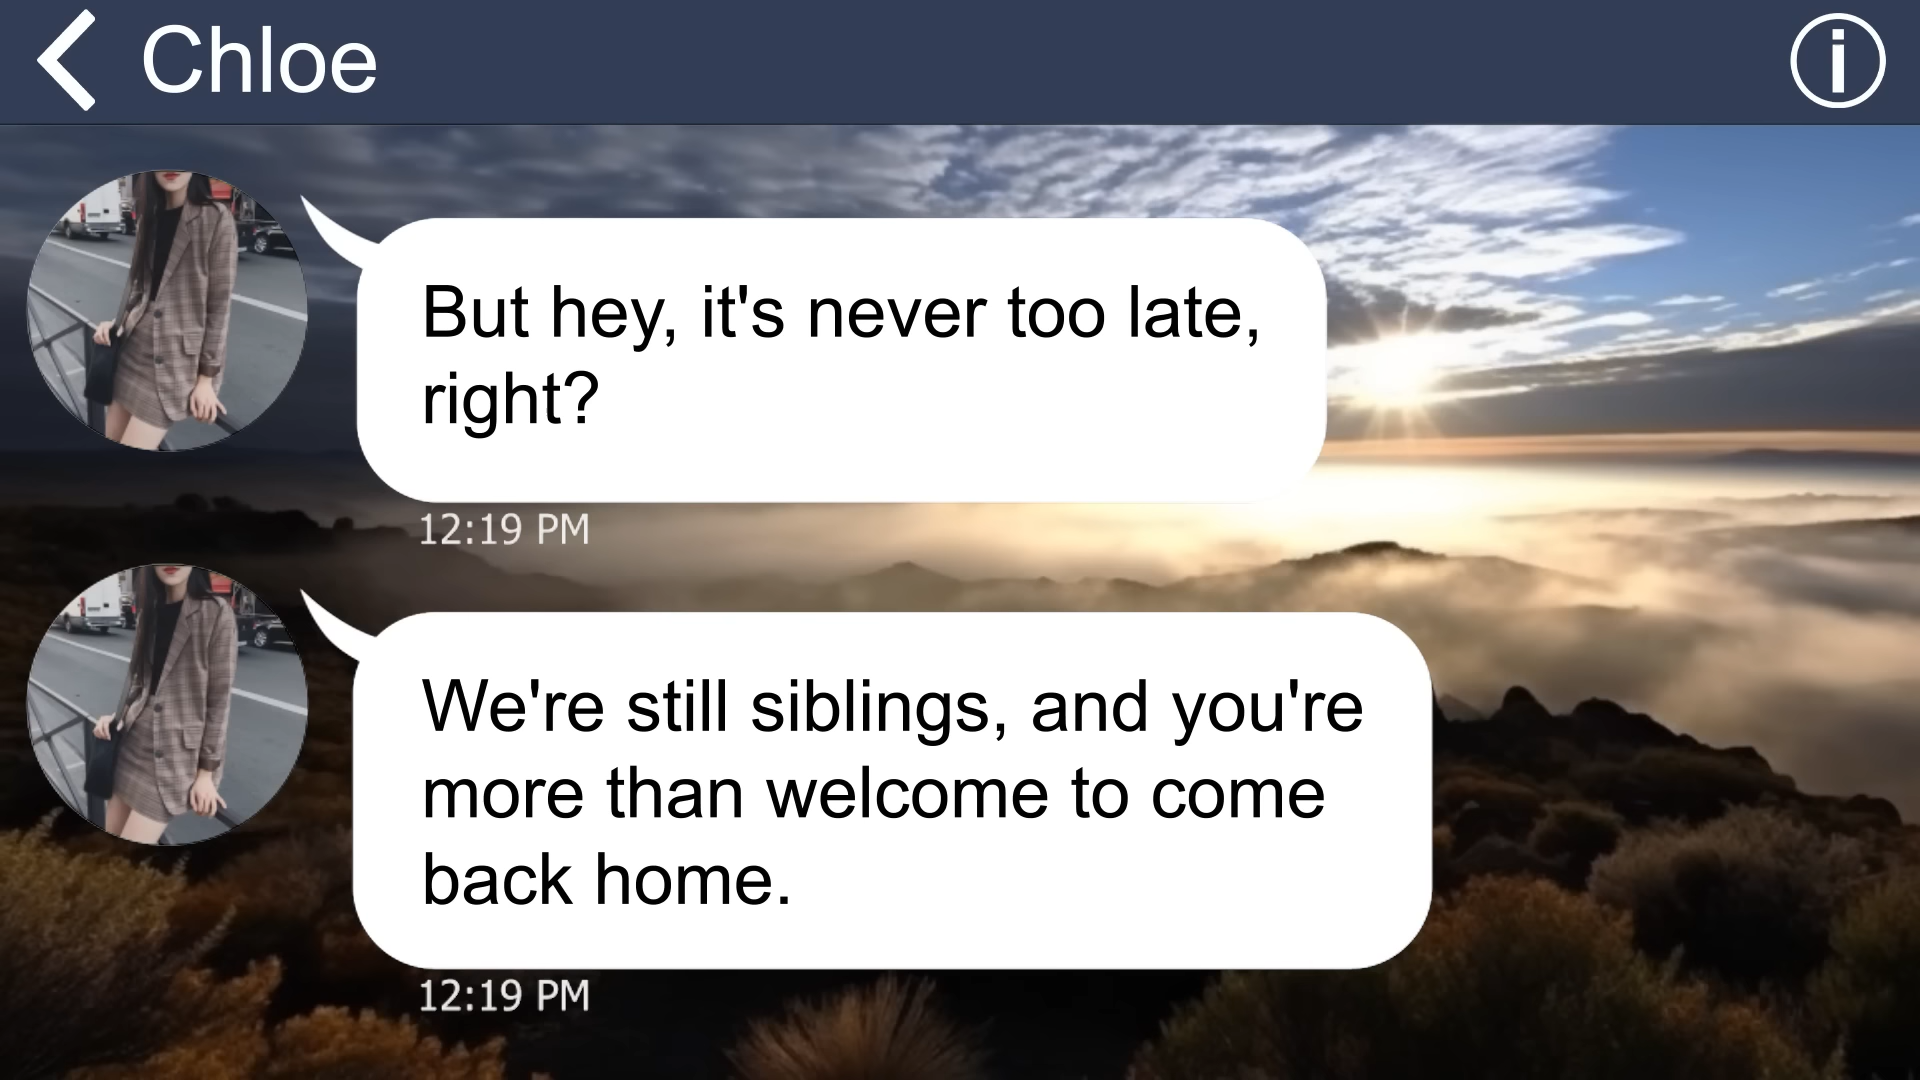 Chloe
But hey, it's never too late,
right?
12:19 PM
We're still siblings, and you're
more than welcome to come
back home.
12:19 PM